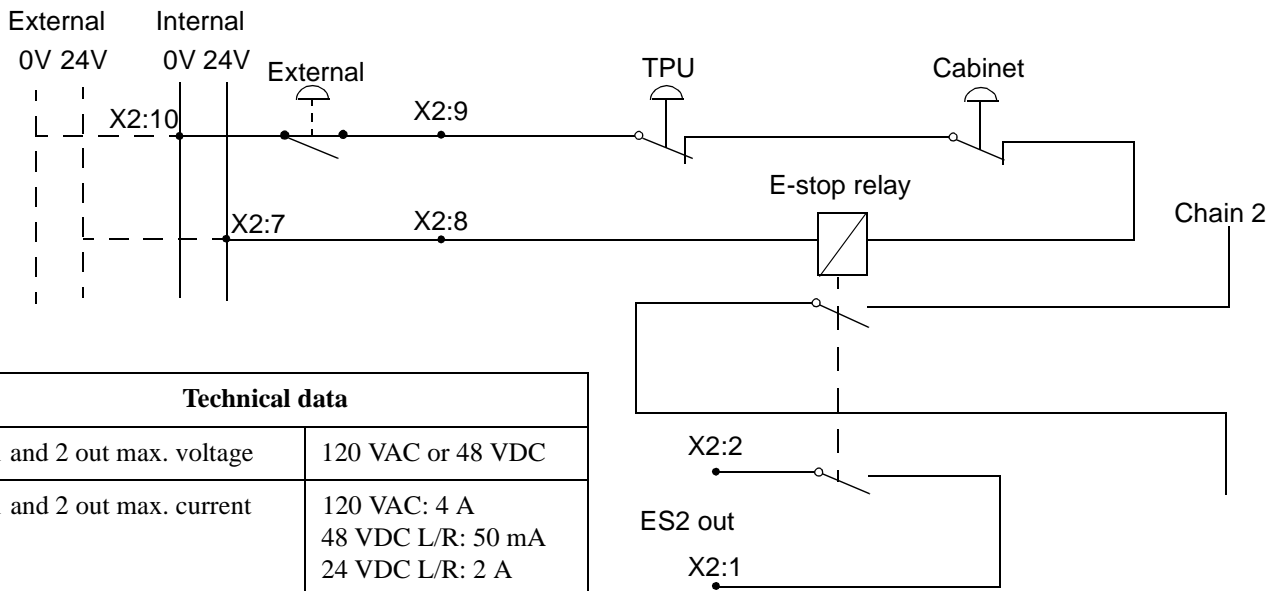 External Internal
0V 24V 0V 24V
External TPU Cabinet
X2:10 X2:9
E-stop relay
X2:7 X2:8 Chain 2
Technical data
and 2 out max. voltage 120 VAC or 48 VDC
and 2 out max. current 120 VAC: 4 A
48 VDC L/R: 50 mA
24 VDC L/R: 2 A
X2:2
ES2 out
X2:1